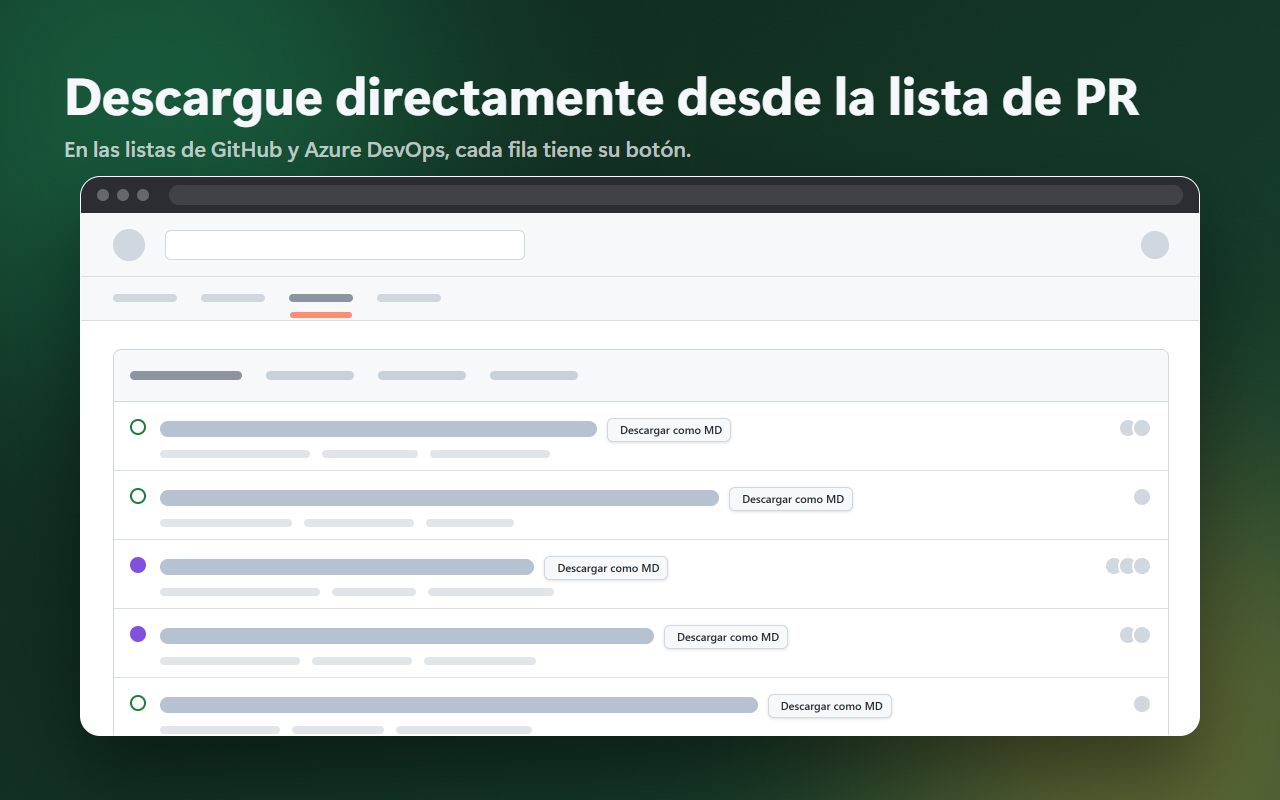 Descargue directamente desde la lista de PR
En las listas de GitHub y Azure DevOps, cada fila tiene su botón.
Descargar como MD
Descargar como MD
Descargar como MD
Descargar como MD
Descargar como MD